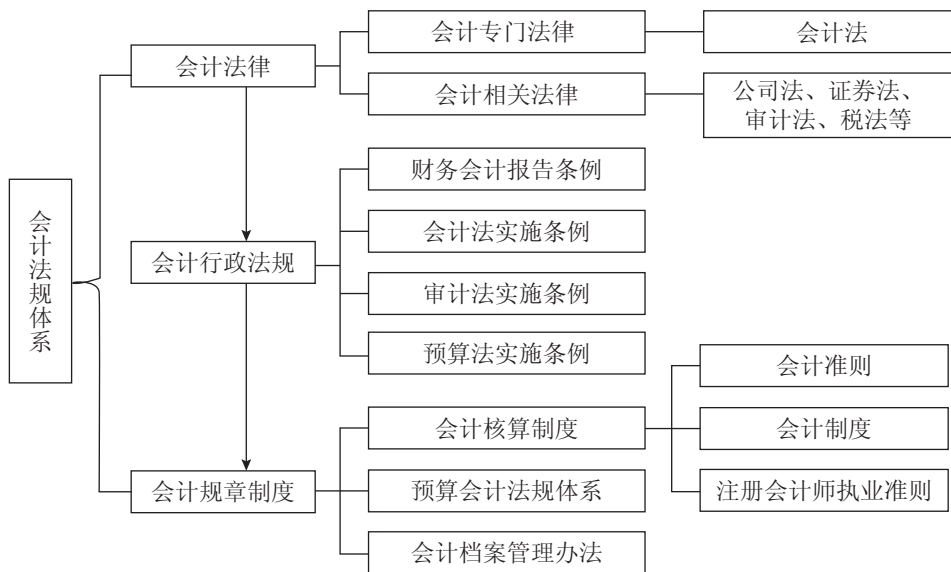 会计法规体系
会计法律
会计专门法律
会计法
会计相关法律
公司法、证券法、
审计法、税法等
会计行政法规
财务会计报告条例
会计法实施条例
审计法实施条例
预算法实施条例
会计规章制度
会计核算制度
会计准则
会计制度
注册会计师执业准则
预算会计法规体系
会计档案管理办法